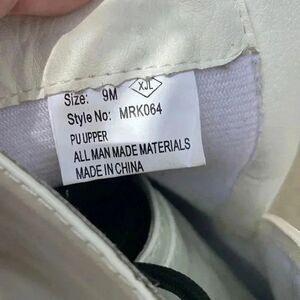 Size: 9M XJL
Style No: MRK064
PU UPPER
ALL MAN MADE MATERIALS
MADE IN CHINA